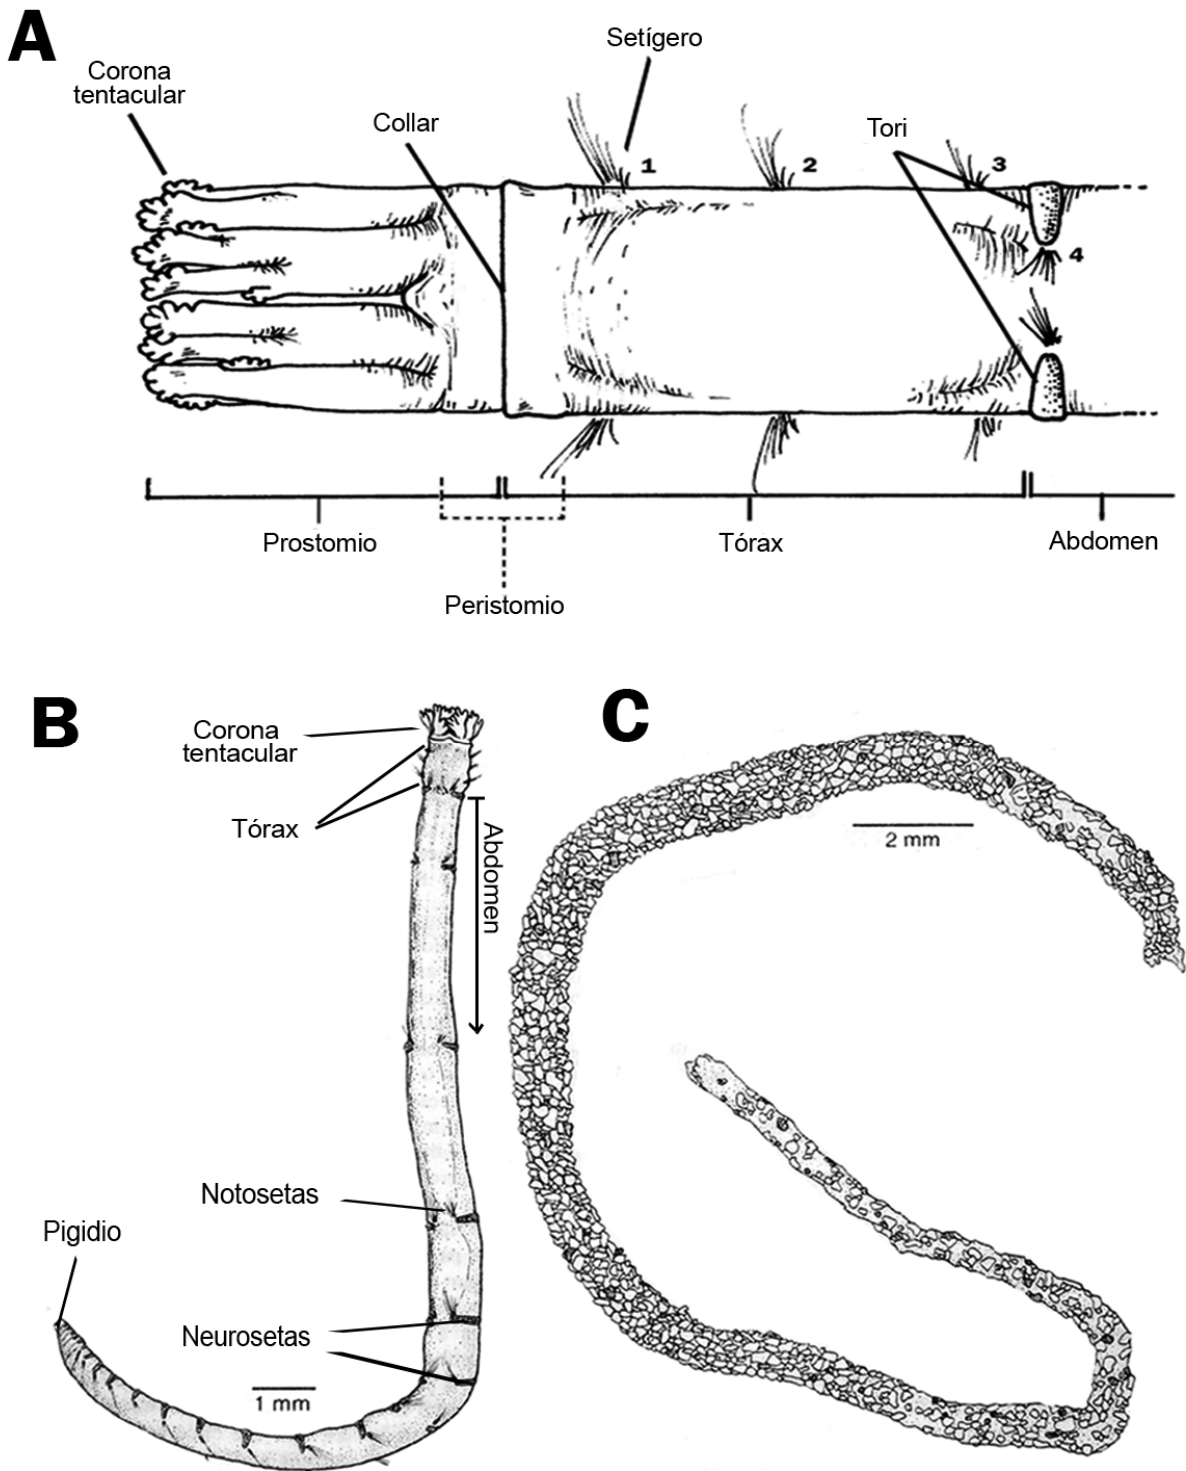 A
Setígero
Corona
tentacular
Collar
Tori
1
2
3
4
Prostomio
Tórax
Abdomen
Peristomio
B
C
Corona
tentacular
Tórax
Abdomen
2 mm
Notosetas
Pigidio
Neurosetas
1 mm